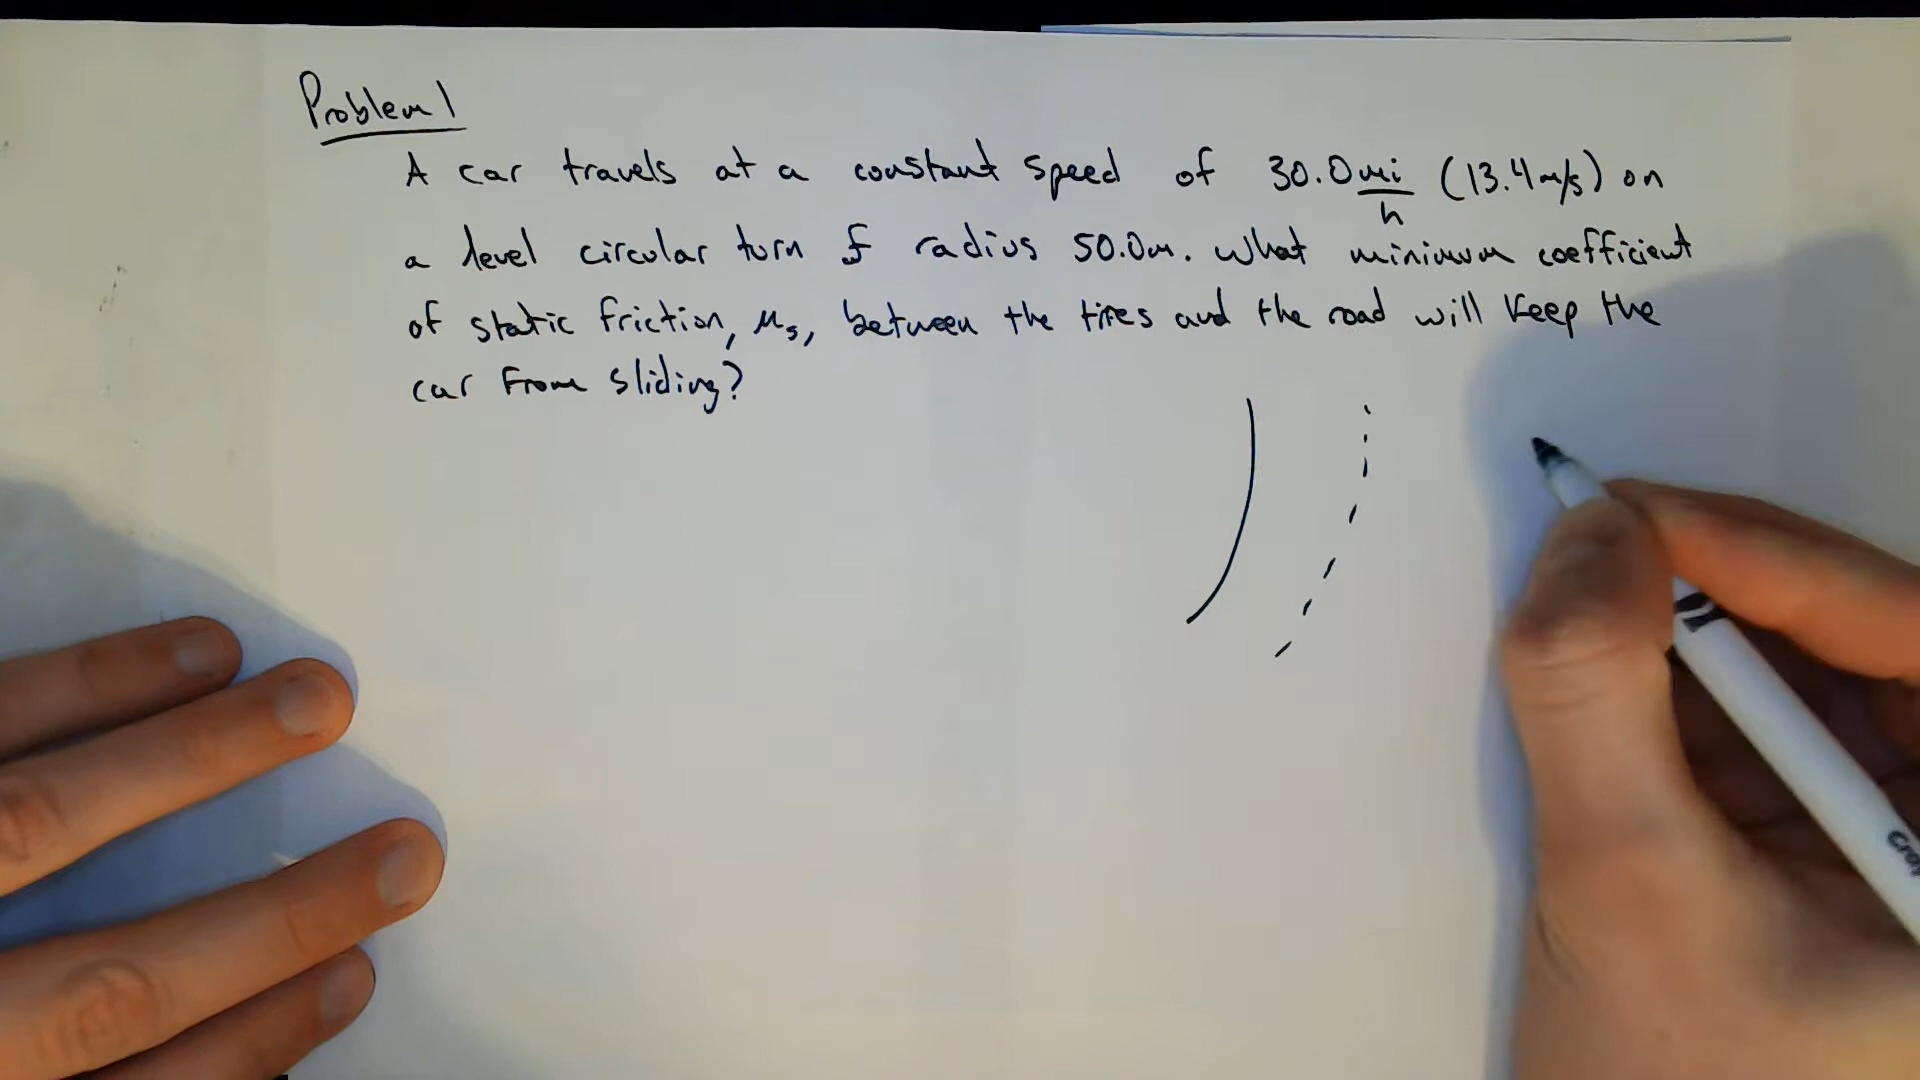 Problem 1
A car travels at a constant speed of 30.0 mi/h (13.4 m/s) on
a level circular turn of radius 50.0m. What minimum coefficient
of static friction, μs, between the tires and the road will keep the
car from sliding?